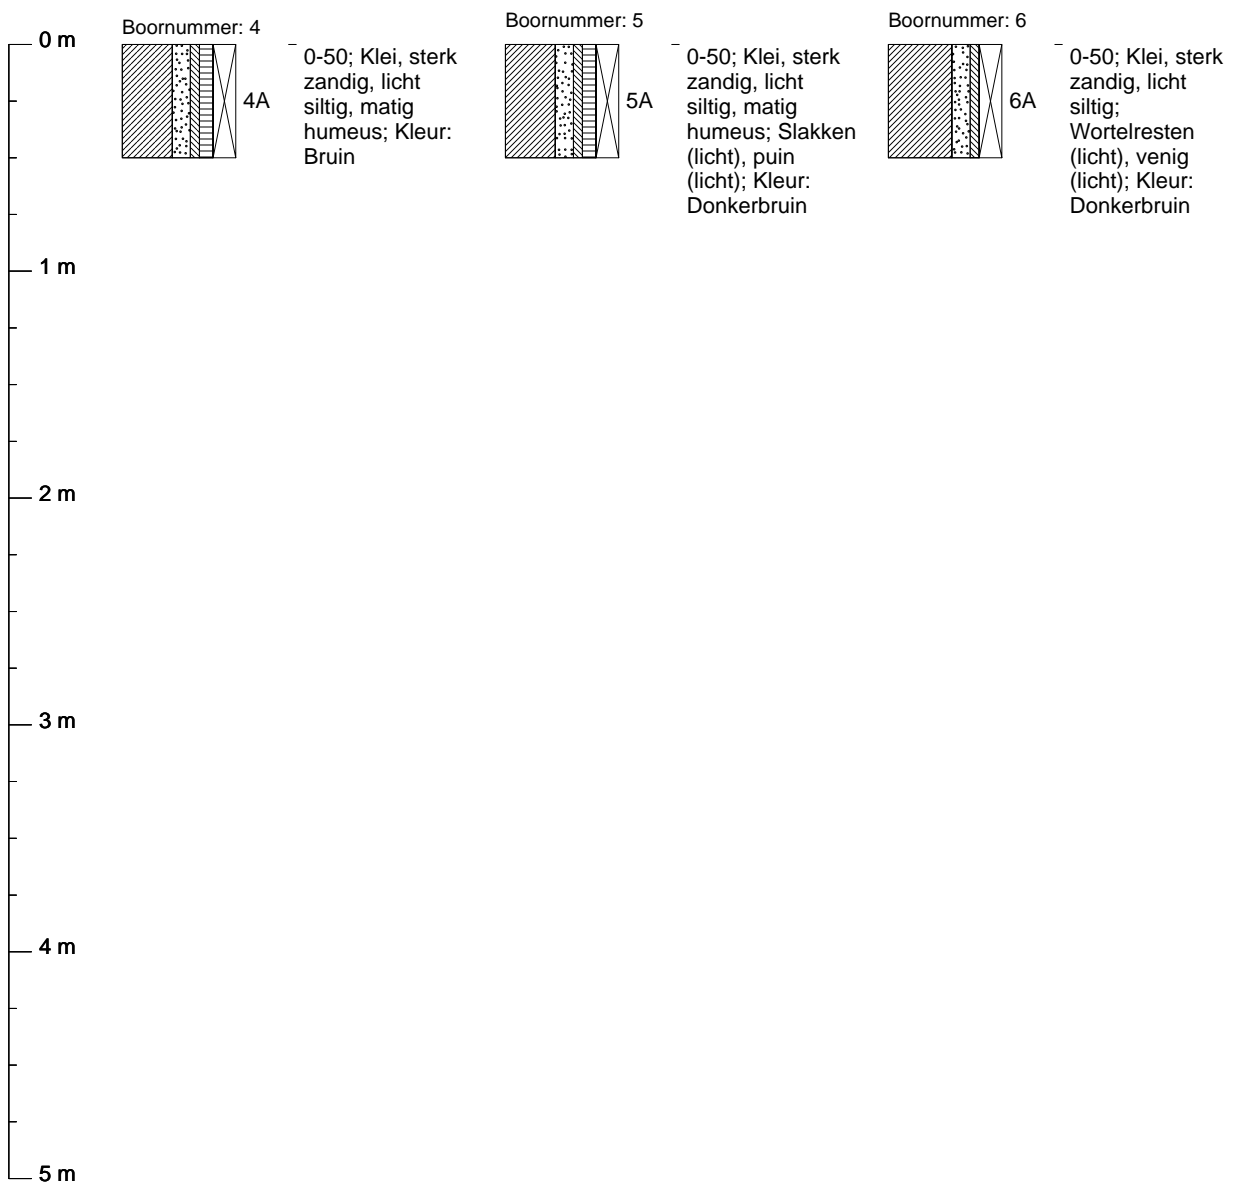 Boornummer: 4
4A
0-50; Klei, sterk
zandig, licht
siltig, matig
humeus; Kleur:
Bruin
Boornummer: 5
5A
0-50; Klei, sterk
zandig, licht
siltig, matig
humeus; Slakken
(licht), puin
(licht); Kleur:
Donkerbruin
Boornummer: 6
6A
0-50; Klei, sterk
zandig, licht
siltig;
Wortelresten
(licht), venig
(licht); Kleur:
Donkerbruin
0 m
1 m
2 m
3 m
4 m
5 m